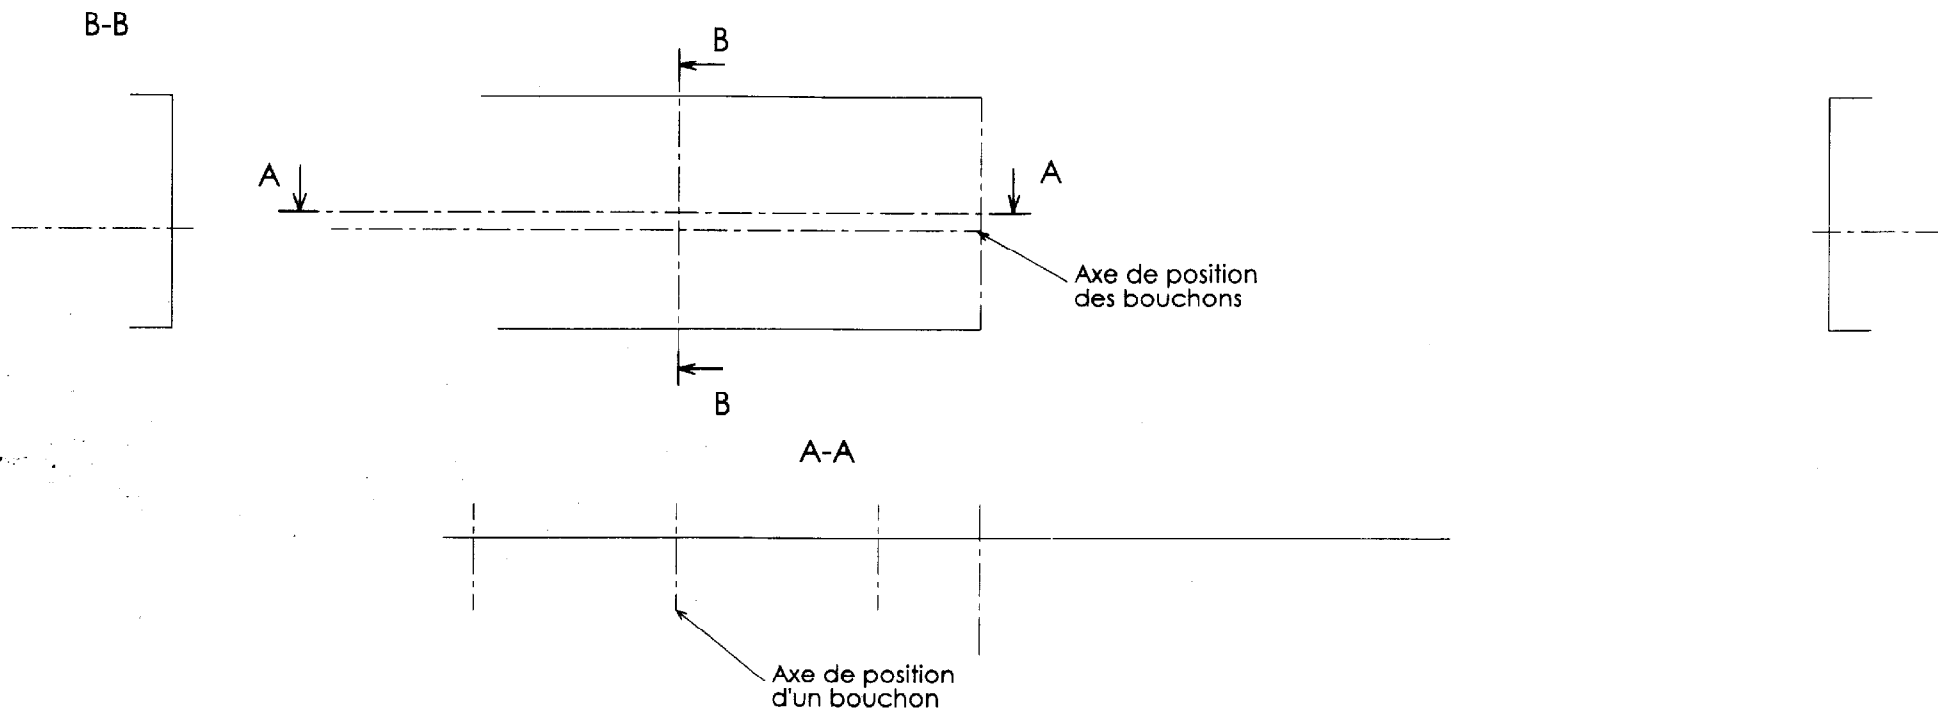 B-B
B
A
A
Axe de position
des bouchons
B
A-A
Axe de position
d'un bouchon